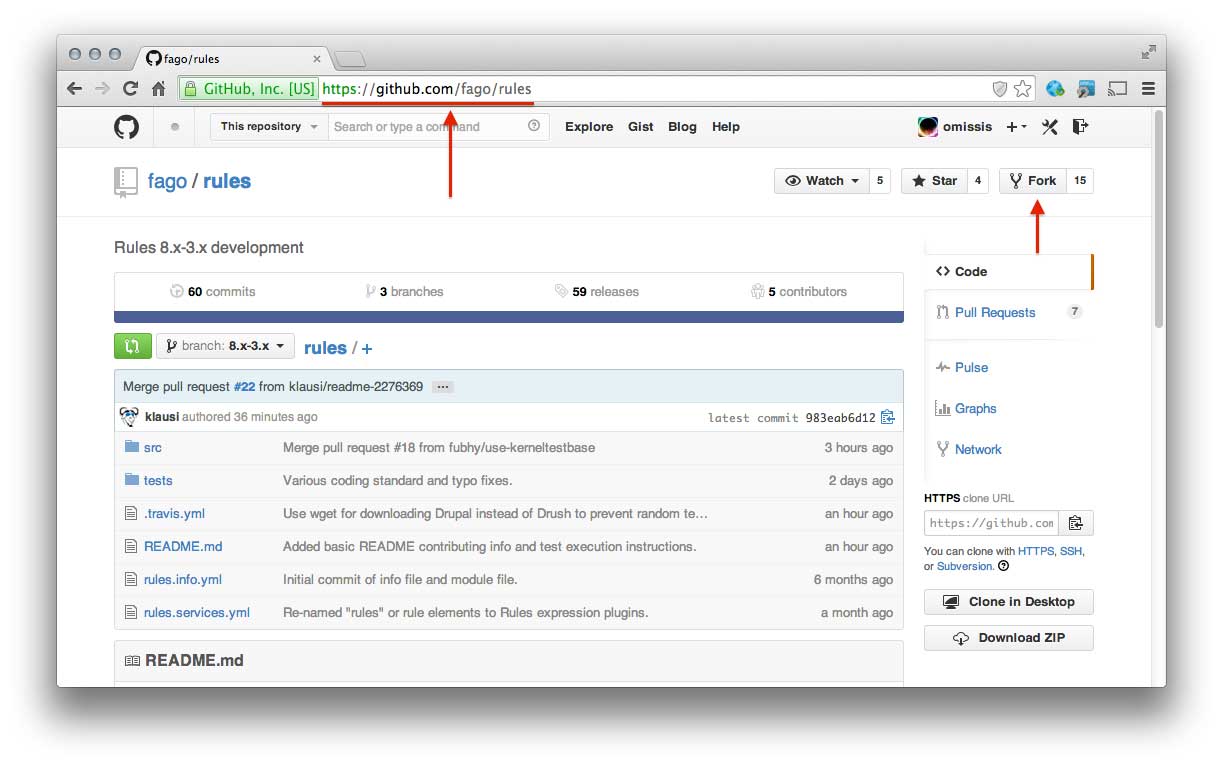 fago/rules
GitHub, Inc. [US] https://github.com/fago/rules
This repository Search or type a command Explore Gist Blog Help omissis
fago / rules Watch 5 Star 4 Fork 15
Rules 8.x-3.x development
60 commits 3 branches 59 releases 5 contributors
branch: 8.x-3.x rules / +
Merge pull request #22 from klausi/readme-2276369 ...
klausi authored 36 minutes ago latest commit 983eab6d12
src Merge pull request #18 from fubhy/use-kerneltestbase 3 hours ago
tests Various coding standard and typo fixes. 2 days ago
.travis.yml Use wget for downloading Drupal instead of Drush to prevent random te… an hour ago
README.md Added basic README contributing info and test execution instructions. an hour ago
rules.info.yml Initial commit of info file and module file. 6 months ago
rules.services.yml Re-named "rules" or rule elements to Rules expression plugins. a month ago
README.md
Code
Pull Requests 7
Pulse
Graphs
Network
HTTPS clone URL
https://github.com
You can clone with HTTPS, SSH,
or Subversion.
Clone in Desktop
Download ZIP